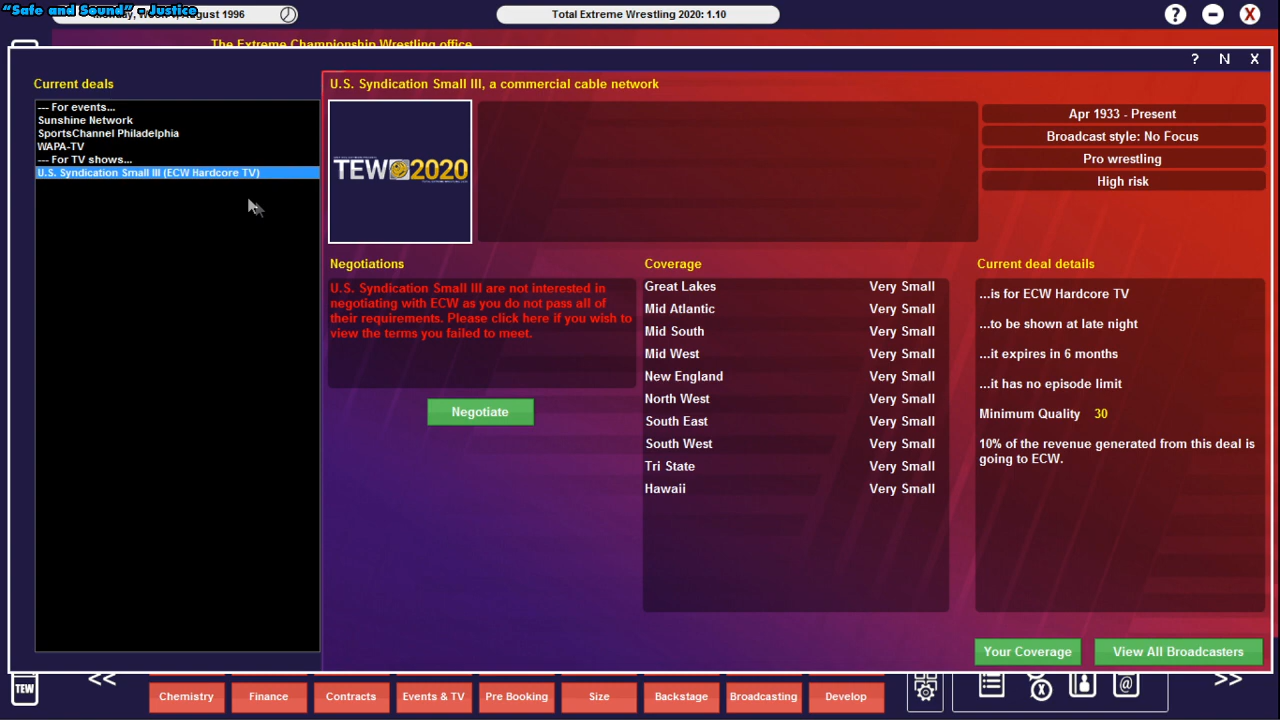 "Safe and Sound" - Justice
August 1996
Total Extreme Wrestling 2020: 1.10
? – X
The Extreme Championship Wrestling office
? N X
Current deals
--- For events...
Sunshine Network
SportsChannel Philadelphia
WAPA-TV
--- For TV shows...
U.S. Syndication Small III (ECW Hardcore TV)
U.S. Syndication Small III, a commercial cable network
TEW 2020
Apr 1933 - Present
Broadcast style: No Focus
Pro wrestling
High risk
Negotiations
U.S. Syndication Small III are not interested in
negotiating with ECW as you do not pass all of
their requirements. Please click here if you wish to
view the terms you failed to meet.
Negotiate
Coverage
Great Lakes Very Small
Mid Atlantic Very Small
Mid South Very Small
Mid West Very Small
New England Very Small
North West Very Small
South East Very Small
South West Very Small
Tri State Very Small
Hawaii Very Small
Current deal details
...is for ECW Hardcore TV
...to be shown at late night
...it expires in 6 months
...it has no episode limit
Minimum Quality 30
10% of the revenue generated from this deal is
going to ECW.
Your Coverage
View All Broadcasters
TEW
<<
Chemistry
Finance
Contracts
Events & TV
Pre Booking
Size
Backstage
Broadcasting
Develop
>>